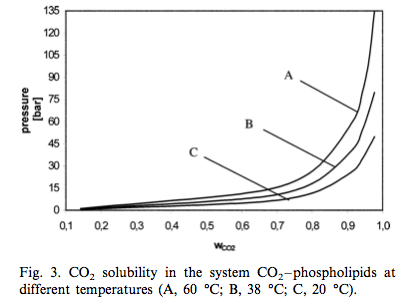 135
120
105
90
75
60
45
30
15
0
pressure
[bar]
A
B
C
0,1 0,2 0,3 0,4 0,5 0,6 0,7 0,8 0,9 1,0
wCO2
Fig. 3. CO2 solubility in the system CO2–phospholipids at
different temperatures (A, 60 °C; B, 38 °C; C, 20 °C).